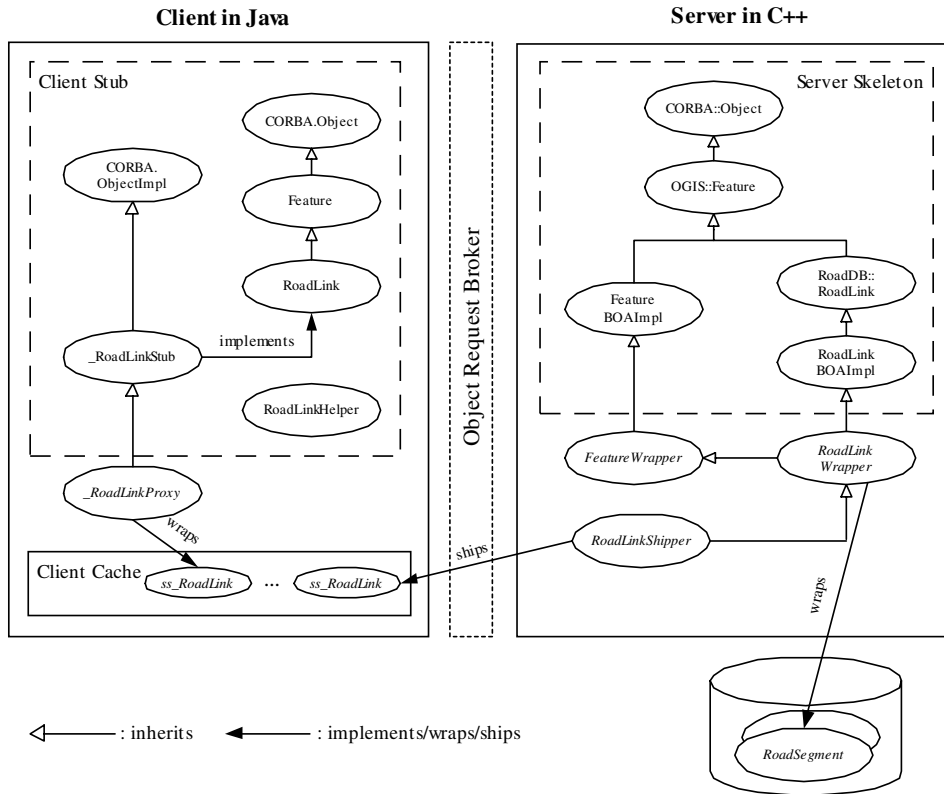 Client in Java
Server in C++
Client Stub
CORBA.Object
CORBA.
ObjectImpl
Feature
RoadLink
implements
_RoadLinkStub
RoadLinkHelper
_RoadLinkProxy
wraps
Client Cache
ss_RoadLink
...
ss_RoadLink
Object Request Broker
ships
Server Skeleton
CORBA::Object
OGIS::Feature
Feature
BOAImpl
RoadDB::
RoadLink
RoadLink
BOAImpl
FeatureWrapper
RoadLink
Wrapper
RoadLinkShipper
wraps
RoadSegment
: inherits
: implements/wraps/ships